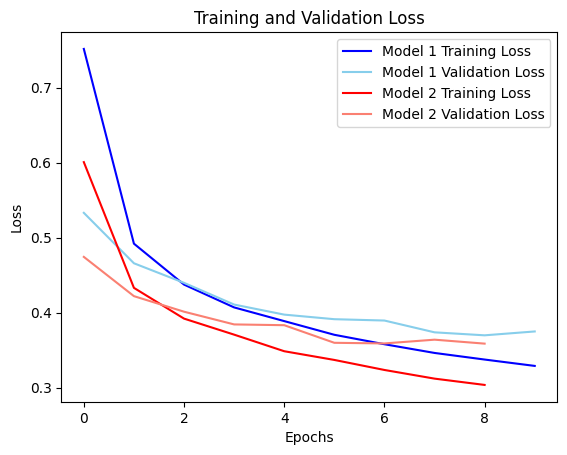 Training and Validation Loss
Model 1 Training Loss
Model 1 Validation Loss
Model 2 Training Loss
Model 2 Validation Loss
0.7
0.6
0.5
0.4
0.3
Loss
0 2 4 6 8
Epochs